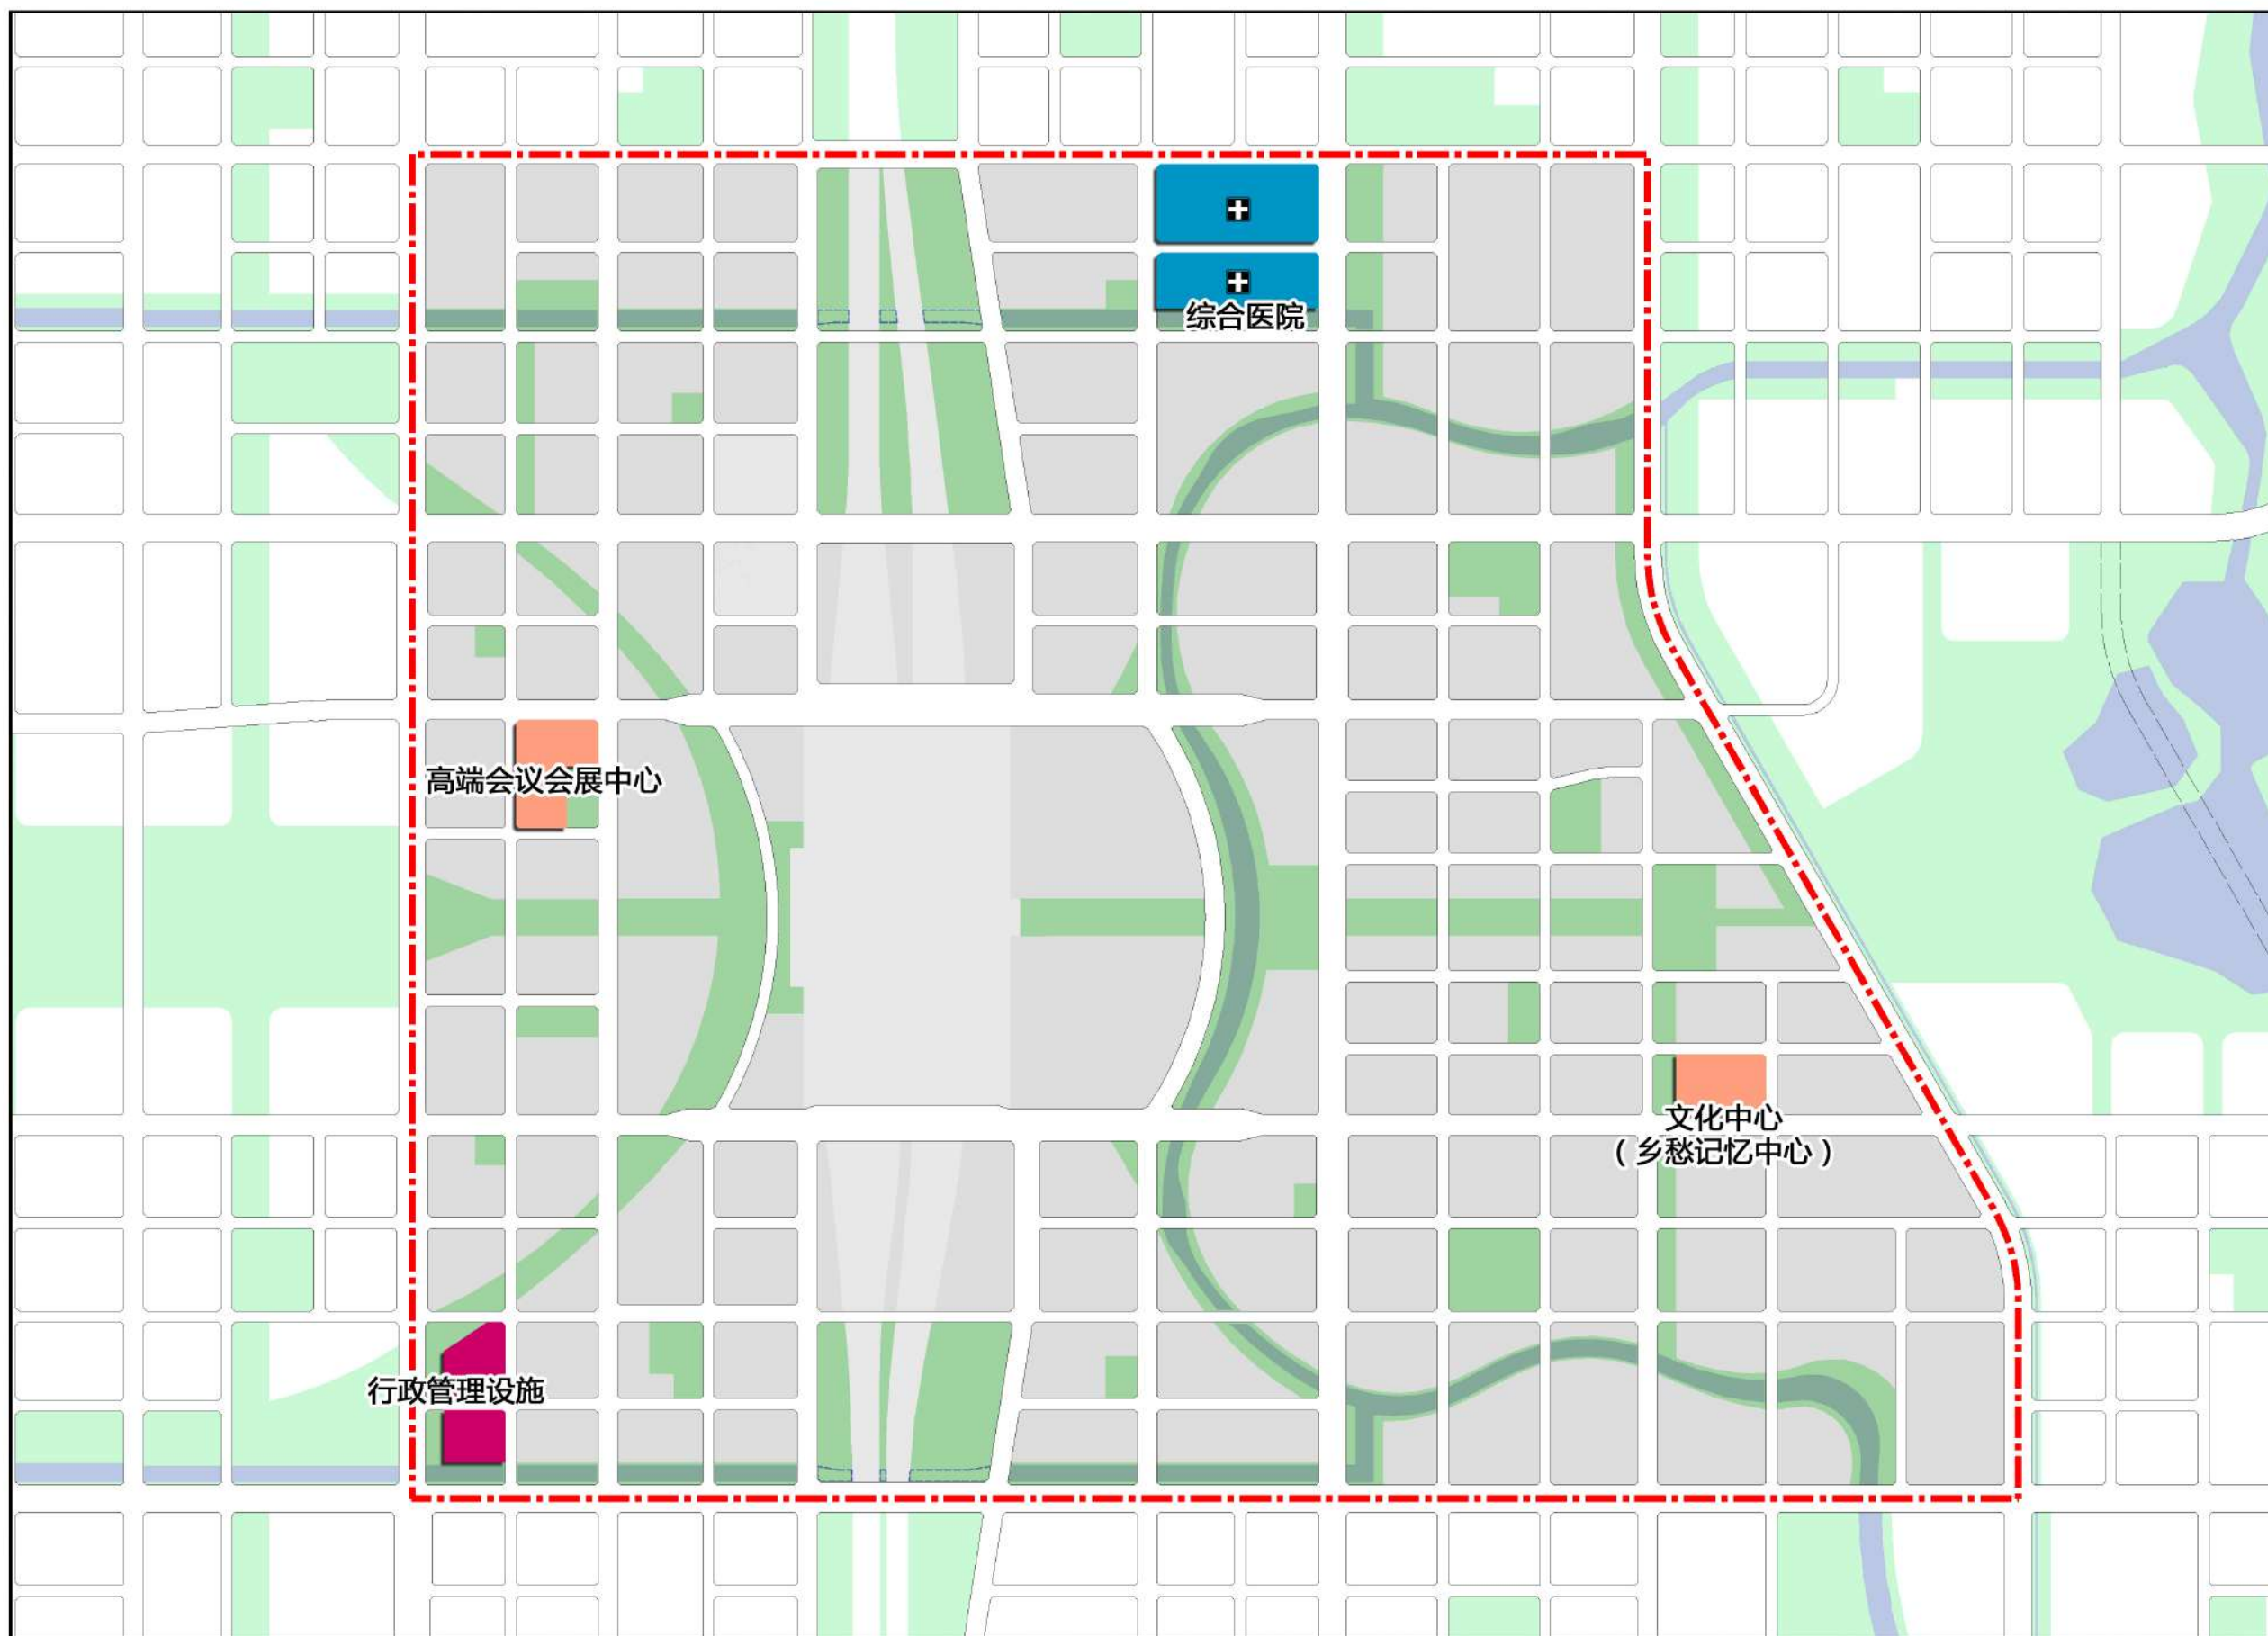 综合医院
高端会议会展中心
文化中心
（乡愁记忆中心）
行政管理设施